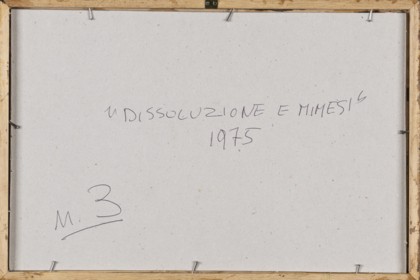 "DISSOLUZIONE E MIMESI"
1975
M. 3